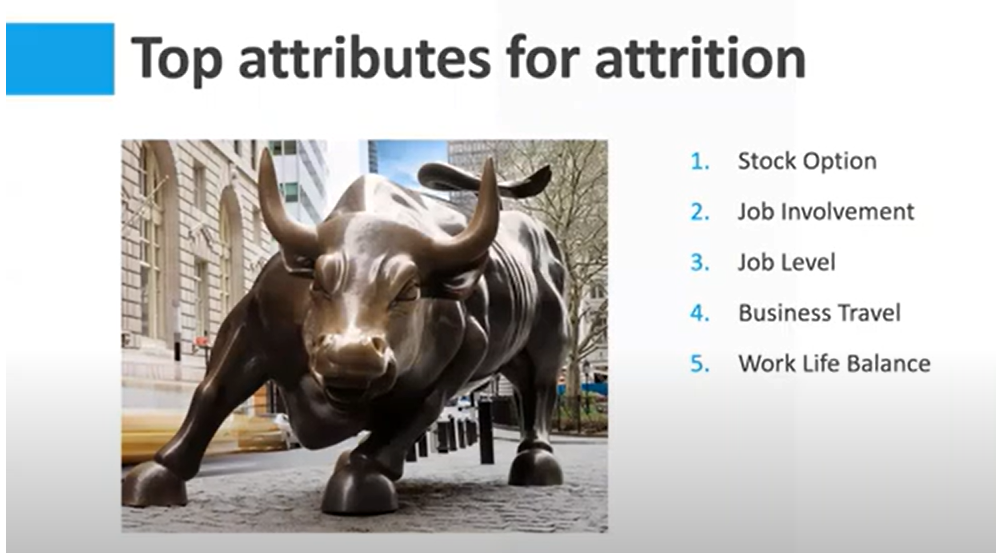 Top attributes for attrition
1. Stock Option
2. Job Involvement
3. Job Level
4. Business Travel
5. Work Life Balance